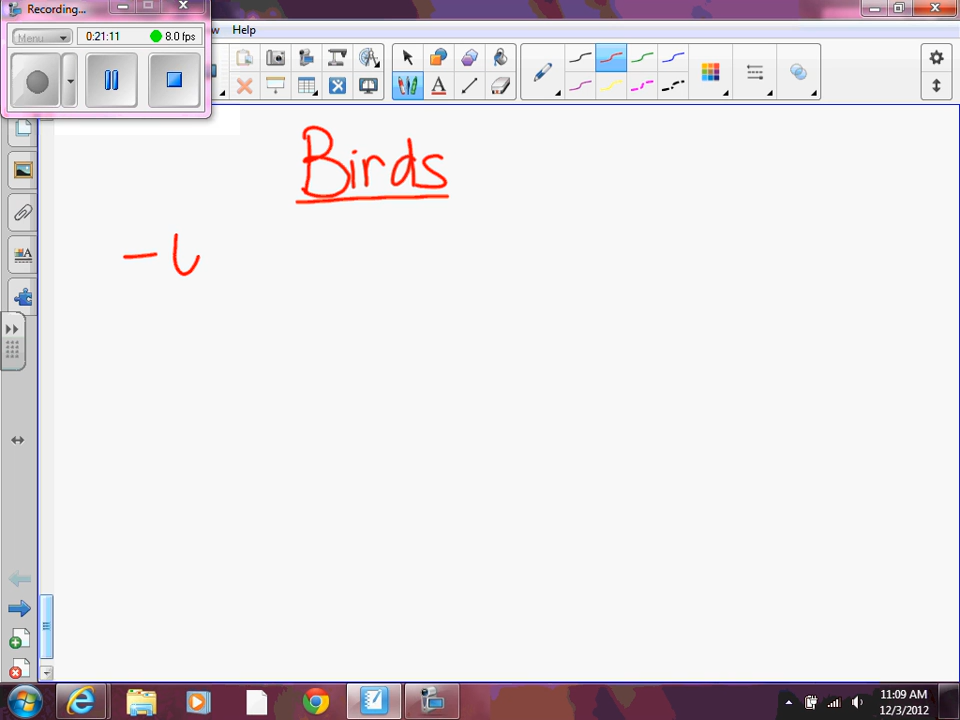 Recording...
Menu
0:21:11
8.0 fps
w Help
A
Birds
11:09 AM
12/3/2012